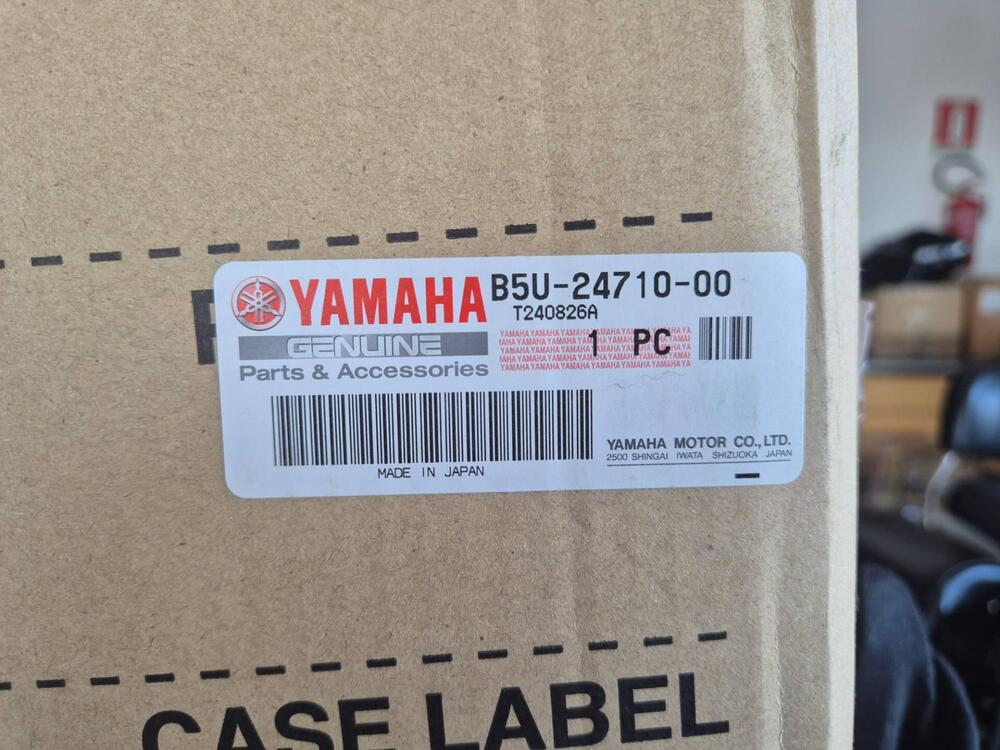 YAMAHA
B5U-24710-00
T240826A
GENUINE
1 PC
Parts & Accessories
YAMAHA MOTOR CO., LTD.
2500 SHINGAI IWATA SHIZUOKA JAPAN
MADE IN JAPAN
CASE LABEL